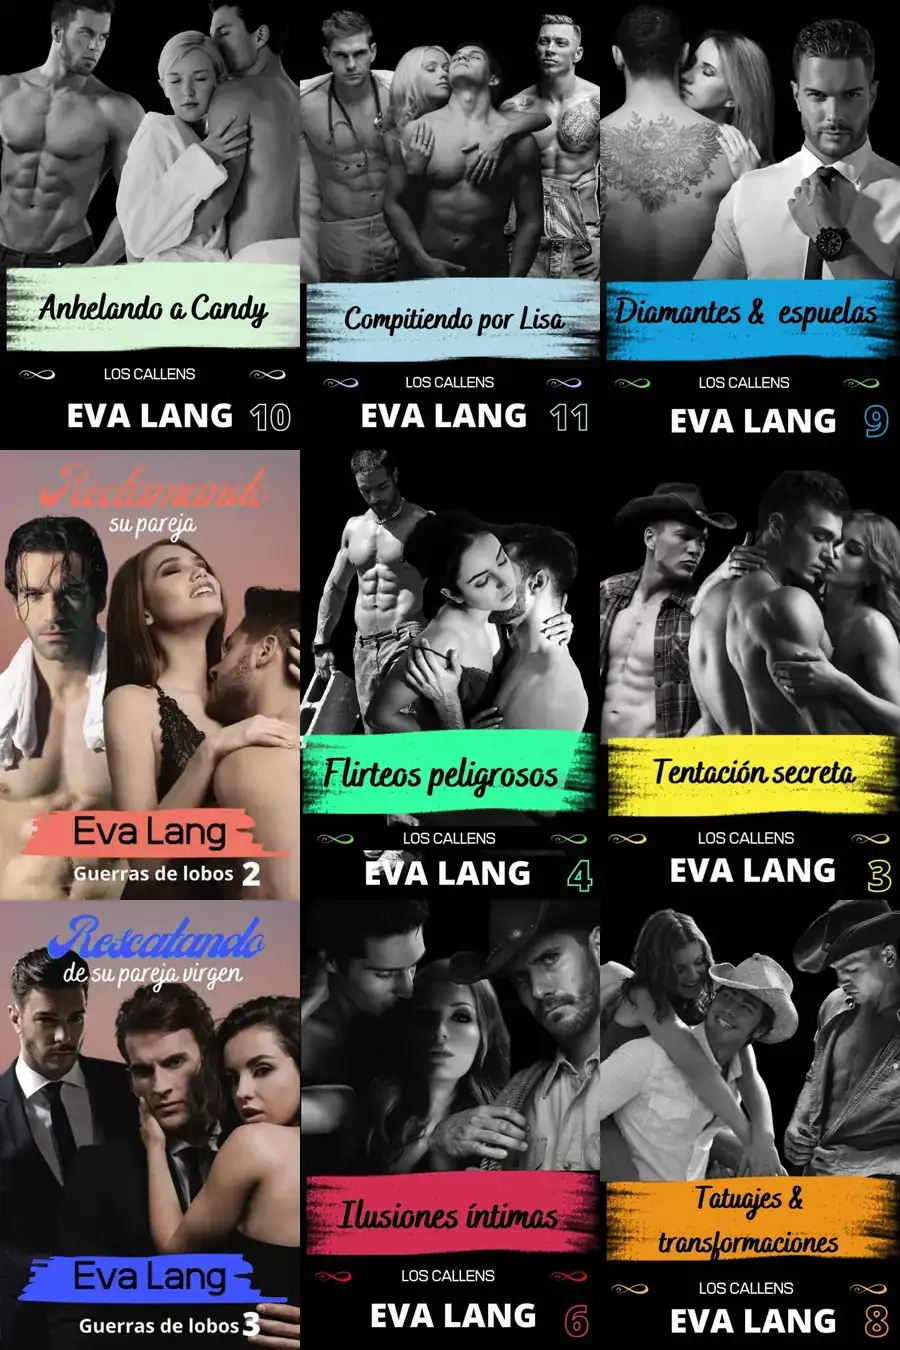 Anhelando a Candy
LOS CALLENS
EVA LANG 10
Compitiendo por Lisa
LOS CALLENS
EVA LANG 11
Diamantes & espuelas
LOS CALLENS
EVA LANG 9
Reclamando
su pareja
Eva Lang
Guerras de lobos 2
Flirteos peligrosos
LOS CALLENS
EVA LANG 4
Tentación secreta
LOS CALLENS
EVA LANG 3
Rescatando
de su pareja virgen
Eva Lang
Guerras de lobos 3
Ilusiones íntimas
LOS CALLENS
EVA LANG 6
Tatuajes &
transformaciones
LOS CALLENS
EVA LANG 8